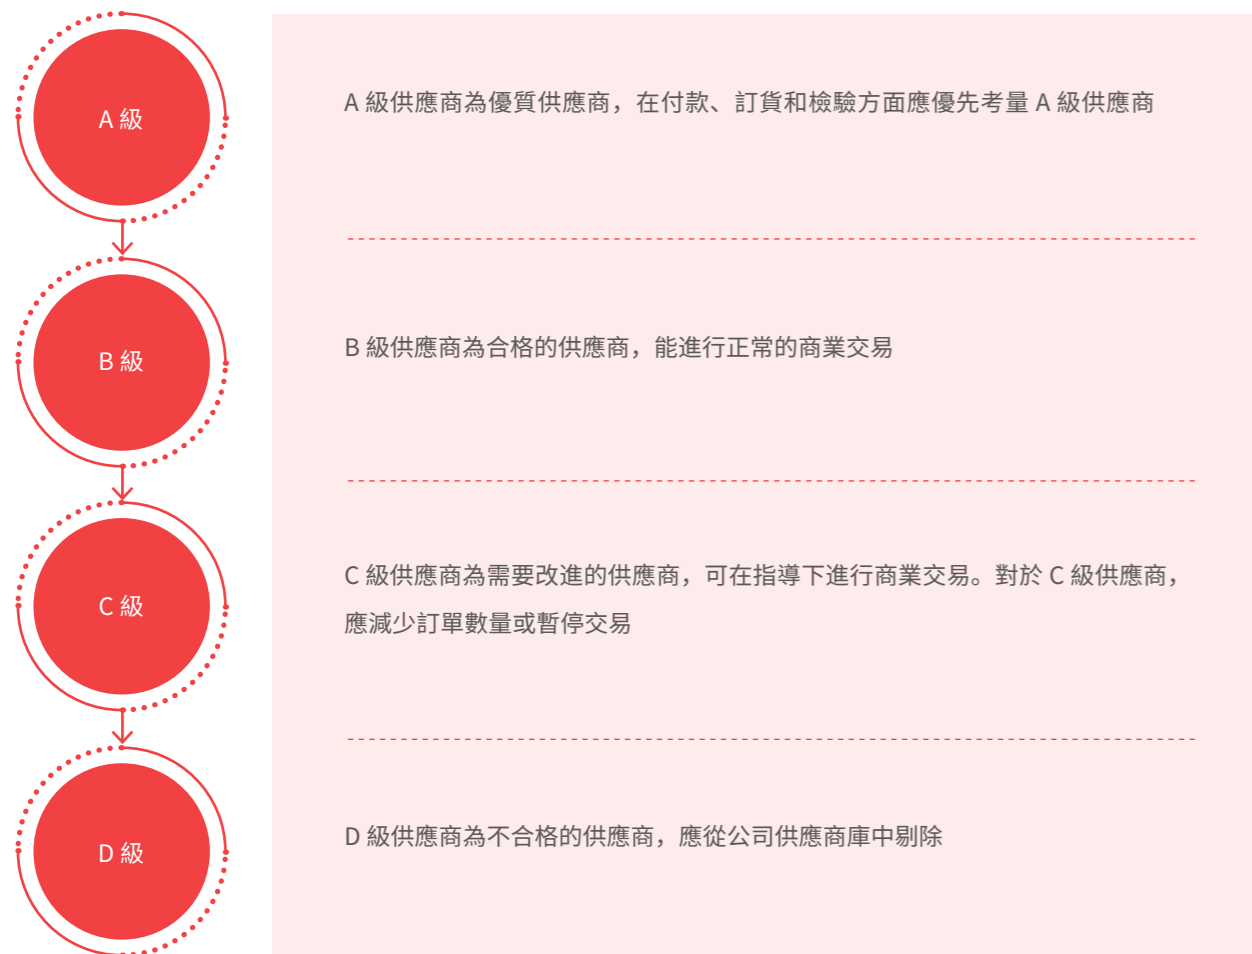 A 級
A 級供應商為優質供應商，在付款、訂貨和檢驗方面應優先考量 A 級供應商
B 級
B 級供應商為合格的供應商，能進行正常的商業交易
C 級
C 級供應商為需要改進的供應商，可在指導下進行商業交易。對於 C 級供應商，
應減少訂單數量或暫停交易
D 級
D 級供應商為不合格的供應商，應從公司供應商庫中剔除